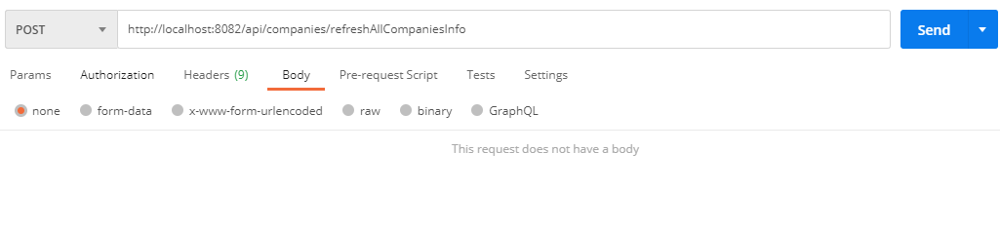 POST http://localhost:8082/api/companies/refreshAllCompaniesInfo Send
Params Authorization Headers (9) Body Pre-request Script Tests Settings
none form-data x-www-form-urlencoded raw binary GraphQL
This request does not have a body